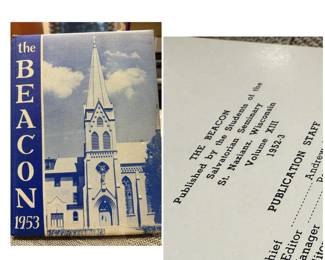 the
BEACON
1953
THE BEACON
Published by the Students of the
Salvatorian Seminary
St. Nazianz, Wisconsin
Volume XIII
1952-3
PUBLICATION STAFF
Editor
Andrew